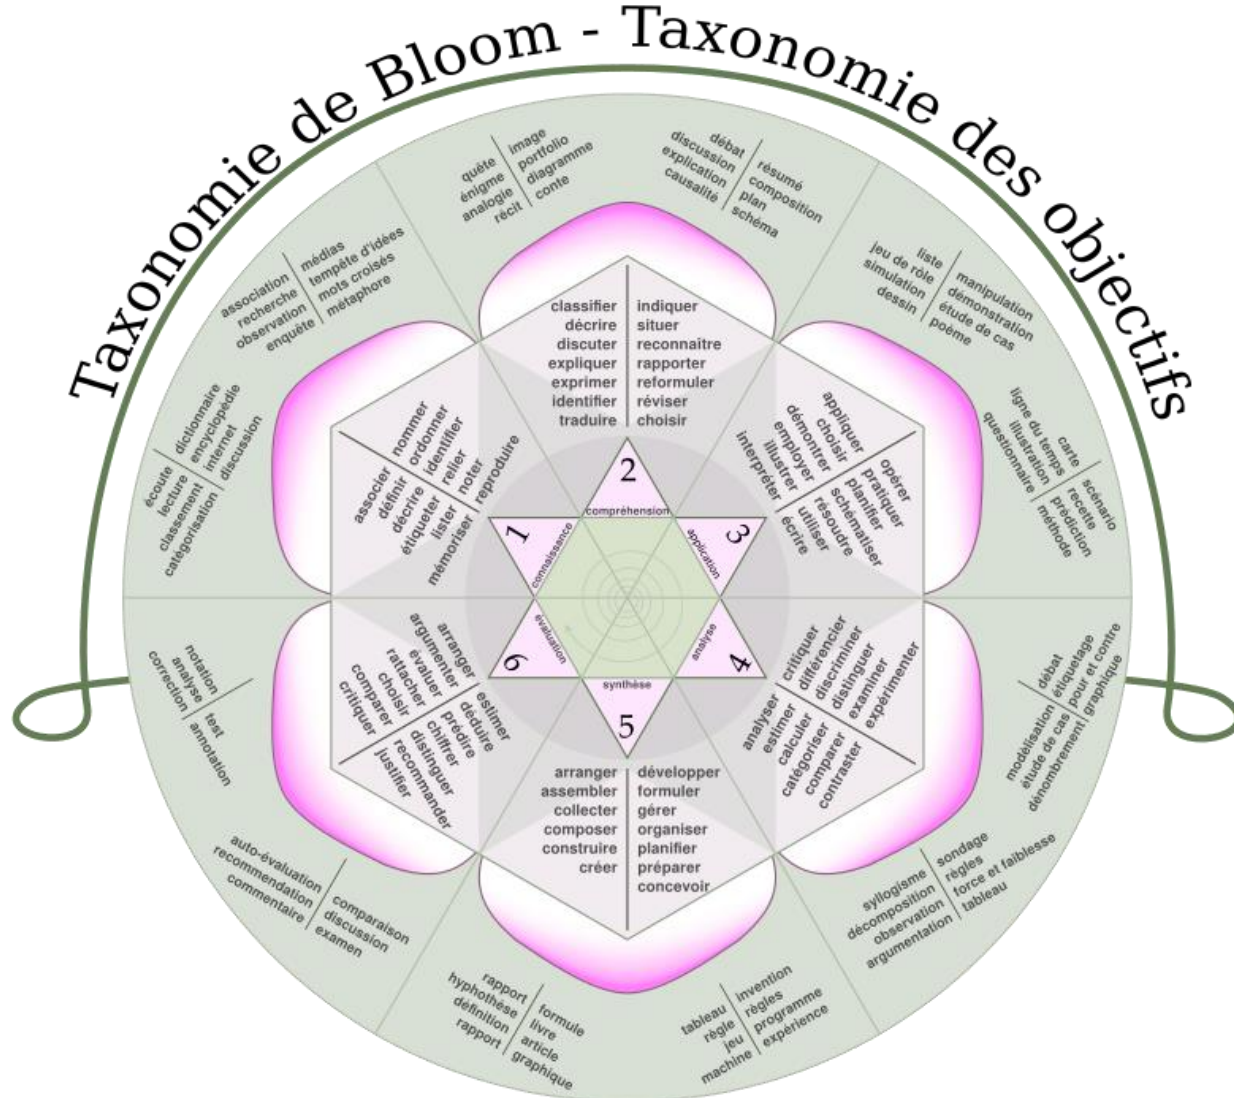 Taxonomie de Bloom - Taxonomie des objectifs
quête
énigme
analogie
récit
image
portfolio
diagramme
conte
débat
discussion
explication
causalité
résumé
composition
plan
schéma
liste
jeu de rôle
simulation
dessin
manipulation
démonstration
étude de cas
poème
carte
ligne du temps
illustration
questionnaire
scénario
recette
prédiction
méthode
débat
étiquetage
pour et contre
graphique
modélisation
étude de cas
dénombrement
sondage
règles
force et faiblesse
tableau
syllogisme
décomposition
observation
argumentation
invention
règles
programme
expérience
tableau
règle
jeu
machine
rapport
hyphothèse
définition
rapport
formule
livre
article
graphique
auto-évaluation
recommendation
commentaire
comparaison
discussion
examen
notation
analyse
correction
test
annotation
écoute
lecture
classement
catégorisation
dictionnaire
encyclopédie
internet
discussion
association
recherche
observation
enquête
médias
tempête d'idées
mots croisés
métaphore
1
connaissance
associer
définir
décrire
étiqueter
lister
mémoriser
nommer
ordonner
identifier
relier
noter
reproduire
2
compréhension
classifier
décrire
discuter
expliquer
exprimer
identifier
traduire
indiquer
situer
reconnaître
rapporter
reformuler
réviser
choisir
3
application
appliquer
choisir
démontrer
employer
illustrer
interpréter
opérer
pratiquer
planifier
schématiser
résoudre
utiliser
écrire
4
analyse
analyser
estimer
calculer
catégoriser
comparer
contraster
critiquer
différencier
discriminer
distinguer
examiner
expérimenter
5
synthèse
arranger
assembler
collecter
composer
construire
créer
développer
formuler
gérer
organiser
planifier
préparer
concevoir
6
évaluation
arranger
argumenter
évaluer
rattacher
choisir
comparer
critiquer
estimer
déduire
prédire
chiffrer
distinguer
recommander
justifier